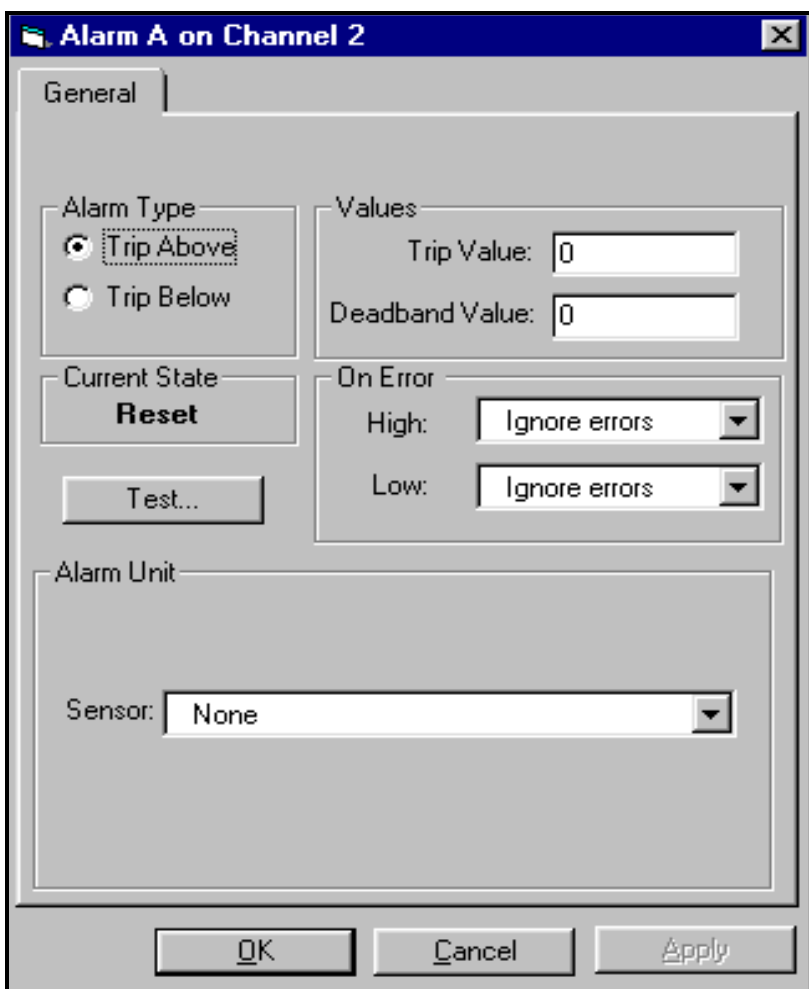 Alarm A on Channel 2
General
Alarm Type
Trip Above
Trip Below
Values
Trip Value: 0
Deadband Value: 0
Current State
Reset
On Error
High: Ignore errors
Low: Ignore errors
Test...
Alarm Unit
Sensor: None
OK
Cancel
Apply